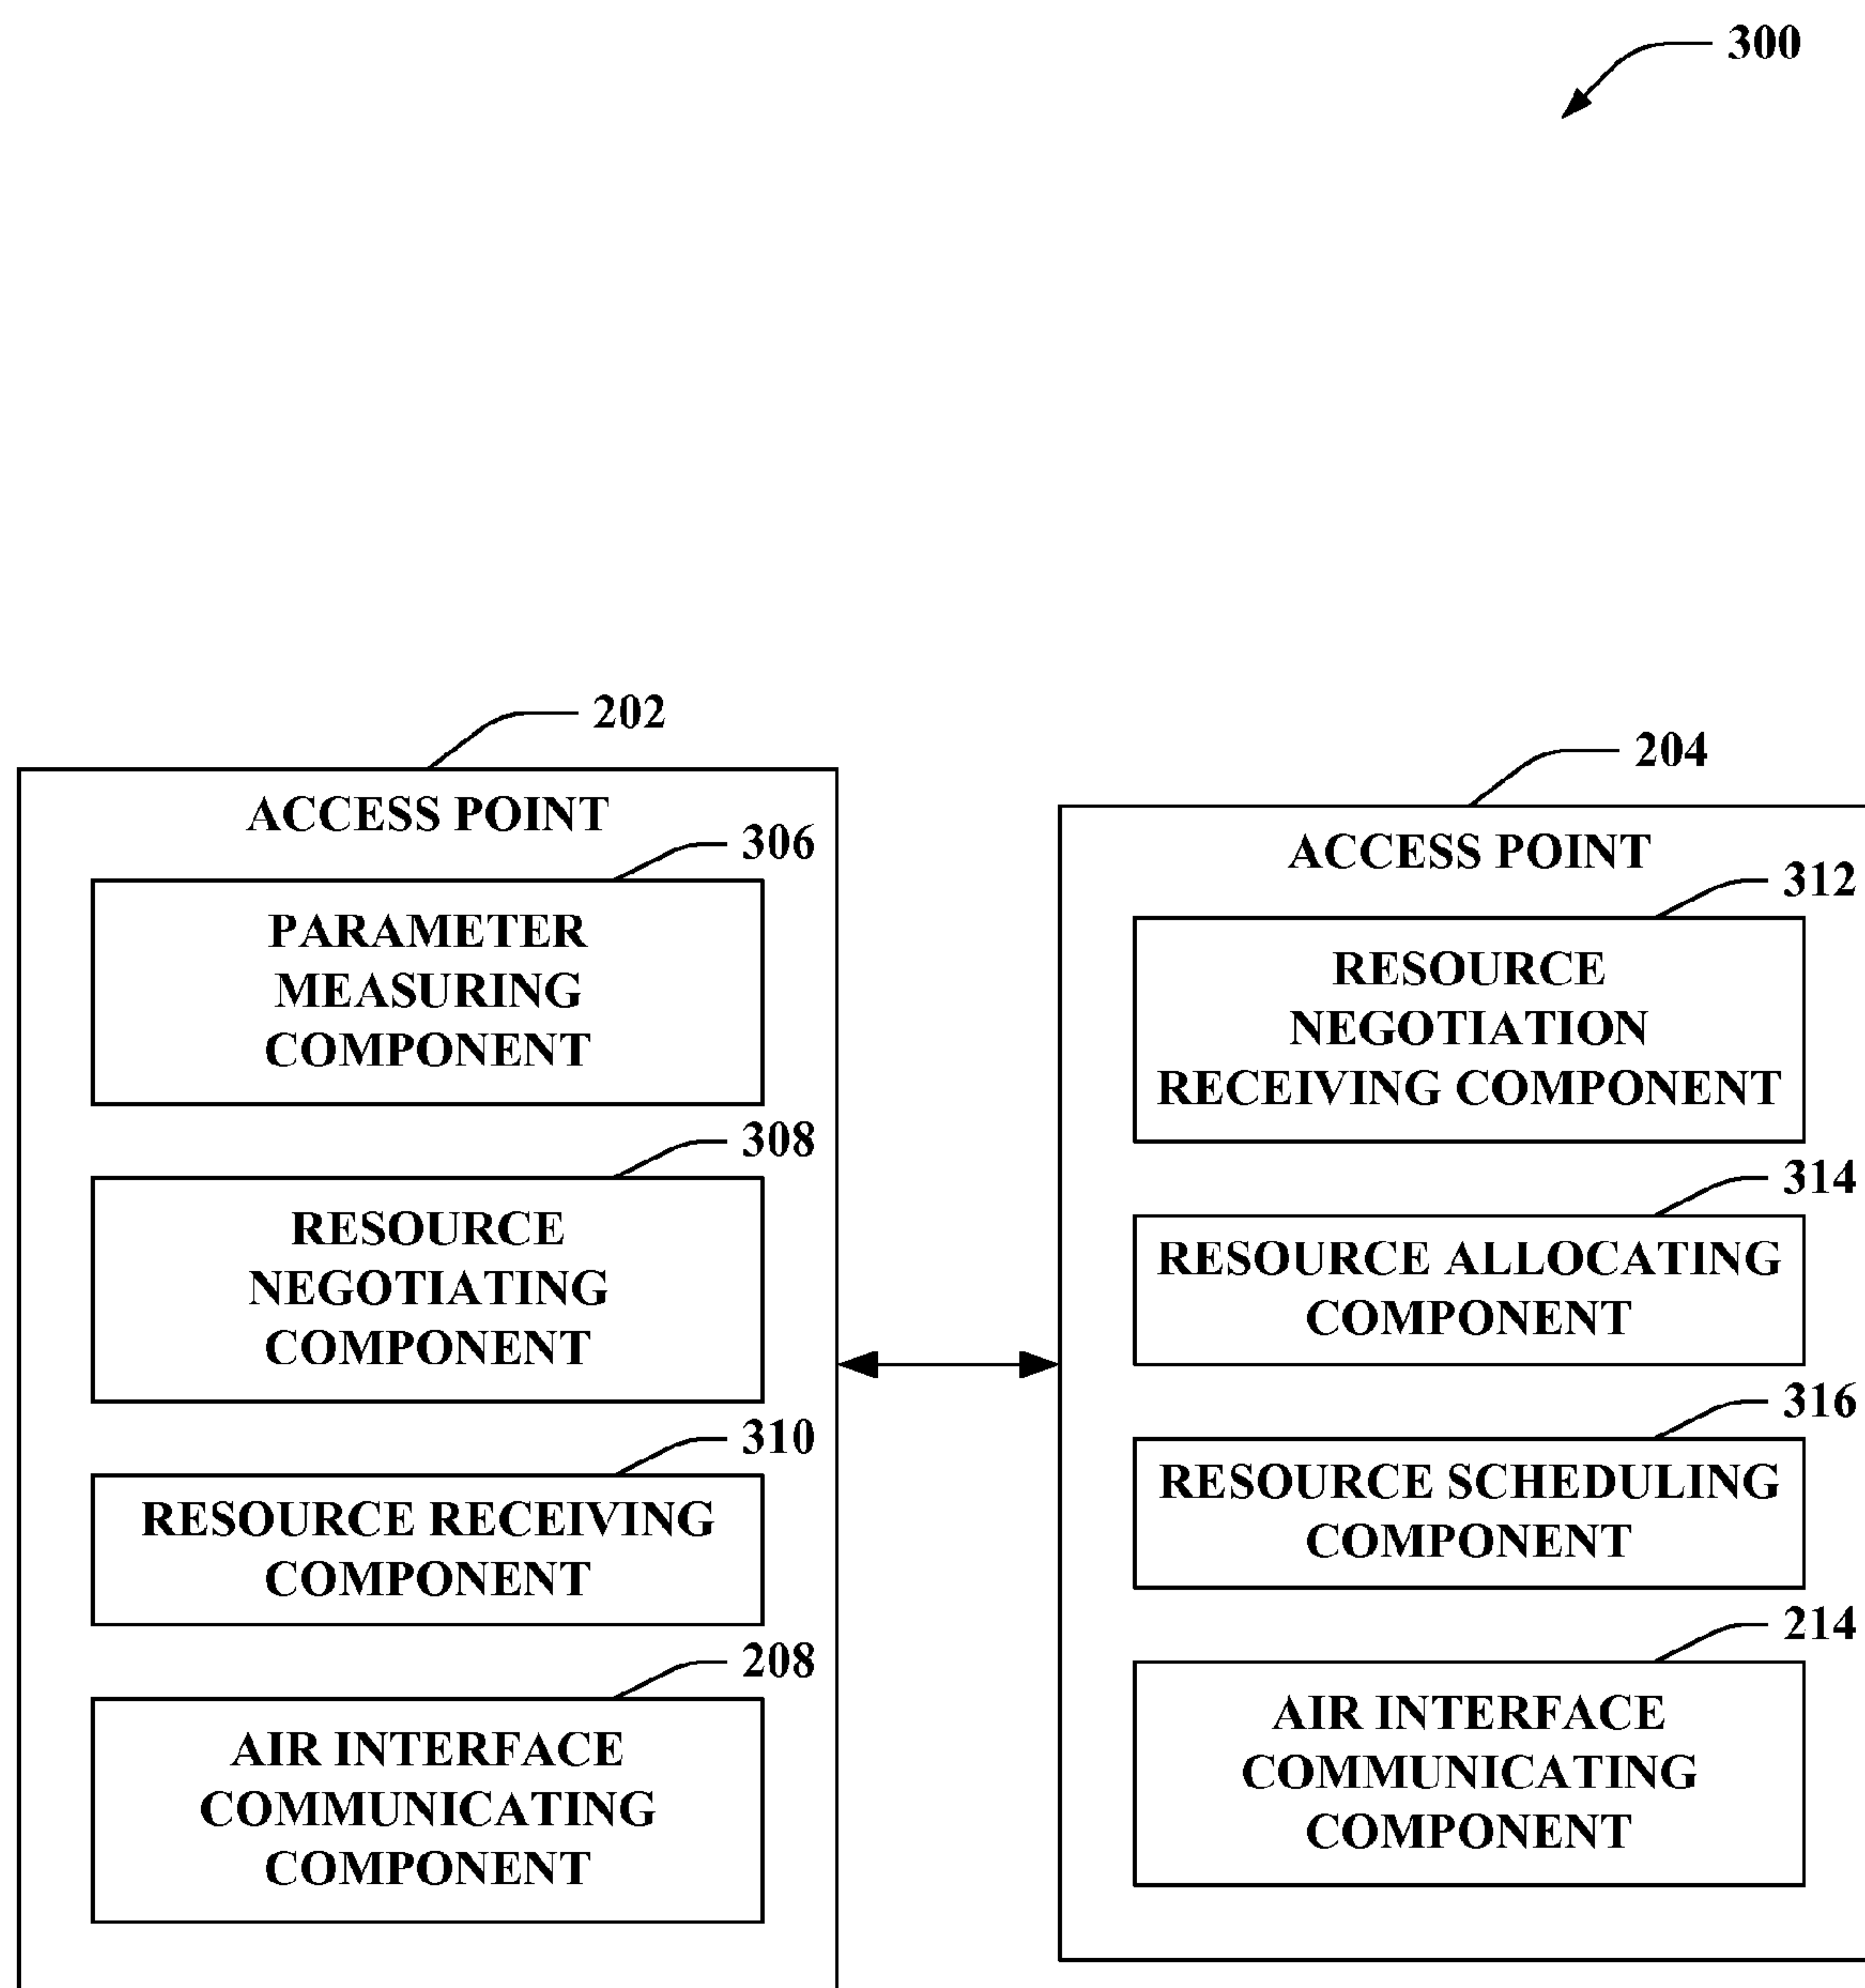 300
202
ACCESS POINT
306
PARAMETER
MEASURING
COMPONENT
308
RESOURCE
NEGOTIATING
COMPONENT
310
RESOURCE RECEIVING
COMPONENT
208
AIR INTERFACE
COMMUNICATING
COMPONENT
204
ACCESS POINT
312
RESOURCE
NEGOTIATION
RECEIVING COMPONENT
314
RESOURCE ALLOCATING
COMPONENT
316
RESOURCE SCHEDULING
COMPONENT
214
AIR INTERFACE
COMMUNICATING
COMPONENT